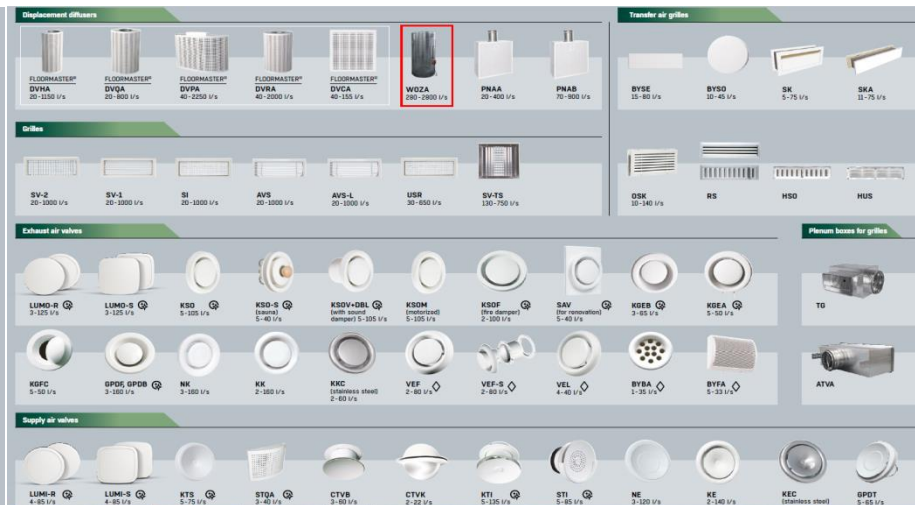 Displacement diffusers
Transfer air grilles
FLOORMASTER®
DVHA
20-1150 l/s
FLOORMASTER®
DVQA
20-800 l/s
FLOORMASTER®
DVPA
40-2250 l/s
FLOORMASTER®
DVRA
40-2000 l/s
FLOORMASTER®
DVCA
40-155 l/s
WOZA
280-2800 l/s
PNAA
20-400 l/s
PNAB
70-900 l/s
BYSE
15-80 l/s
BYSO
10-45 l/s
SK
5-75 l/s
SKA
11-75 l/s
Grilles
SV-2
20-1000 l/s
SV-1
20-1000 l/s
SI
20-1000 l/s
AVS
20-1000 l/s
AVS-L
20-1000 l/s
USR
30-650 l/s
SV-TS
130-750 l/s
OSK
10-140 l/s
RS
HSO
HUS
Exhaust air valves
Plenum boxes for grilles
LUMO-R
3-125 l/s
LUMO-S
3-125 l/s
KSO
5-105 l/s
KSO-S
(sauna)
5-40 l/s
KSOV+DBL
(with sound
damper) 5-105 l/s
KSOM
(motorized)
5-105 l/s
KSOF
(fire damper)
2-100 l/s
SAV
(for renovation)
5-40 l/s
KGEB
3-65 l/s
KGEA
5-50 l/s
TG
KGFC
5-50 l/s
GPDF, GPDB
3-160 l/s
NK
3-160 l/s
KK
2-160 l/s
KKC
(stainless steel)
2-60 l/s
VEF
2-80 l/s
VEF-S
2-80 l/s
VEL
4-40 l/s
BYBA
1-35 l/s
BYFA
5-33 l/s
ATVA
Supply air valves
LUMI-R
4-85 l/s
LUMI-S
4-85 l/s
KTS
5-75 l/s
STQA
3-40 l/s
CTVB
3-60 l/s
CTVK
2-22 l/s
KTI
5-135 l/s
STI
5-85 l/s
NE
3-120 l/s
KE
2-140 l/s
KEC
(stainless steel)
GPDT
5-65 l/s